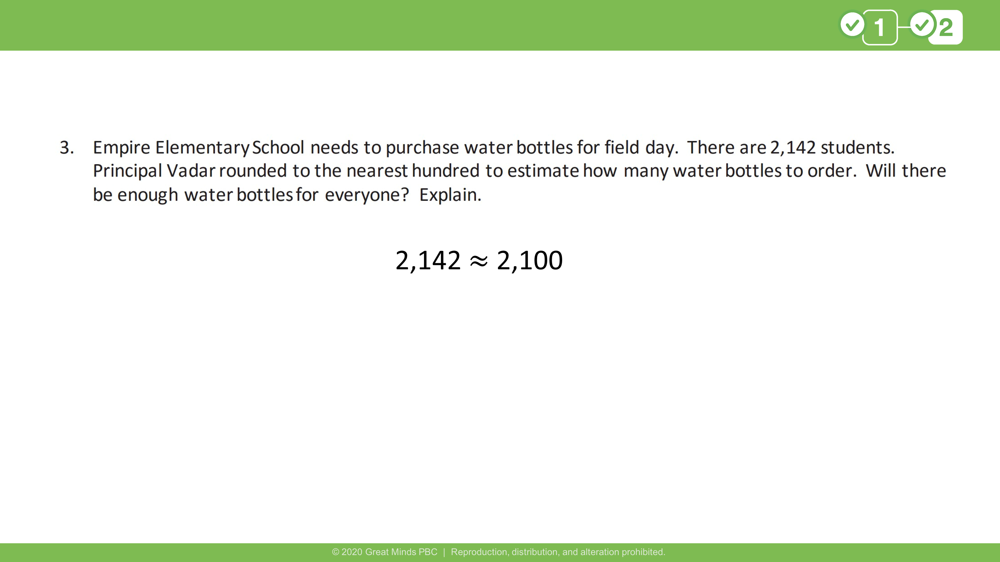 1 2
3. Empire Elementary School needs to purchase water bottles for field day. There are 2,142 students.
Principal Vadar rounded to the nearest hundred to estimate how many water bottles to order. Will there
be enough water bottles for everyone? Explain.
2,142 ≈ 2,100
© 2020 Great Minds PBC | Reproduction, distribution, and alteration prohibited.